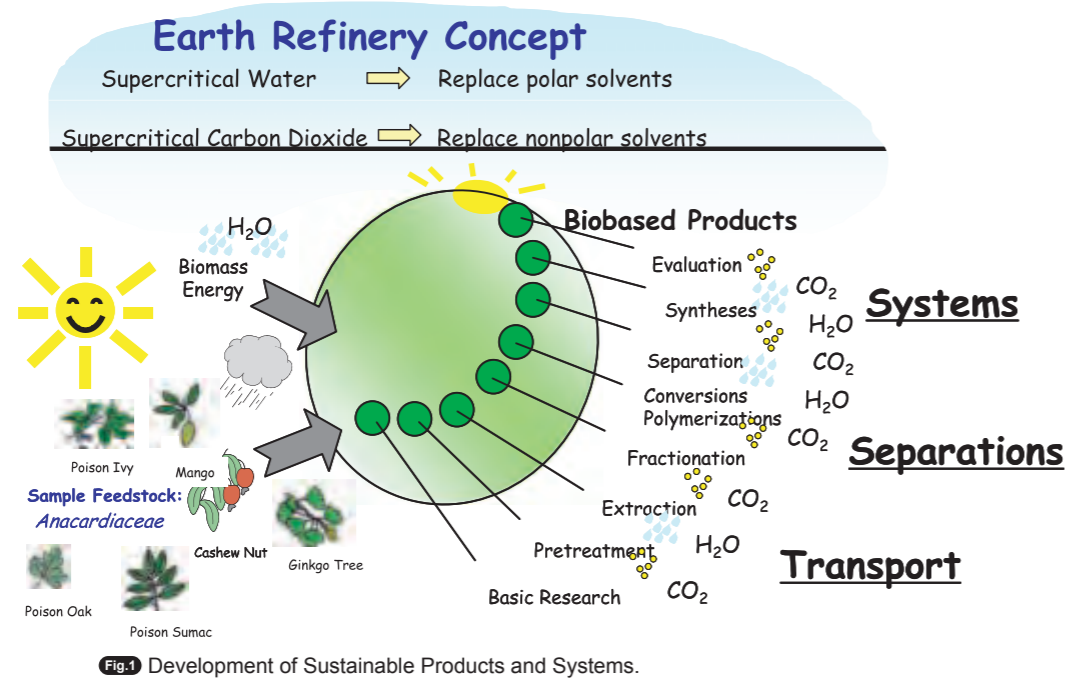 Earth Refinery Concept
Supercritical Water
Replace polar solvents
Supercritical Carbon Dioxide
Replace nonpolar solvents
H₂O
Biomass
Energy
Biobased Products
Evaluation
CO₂
Syntheses
H₂O
Systems
Separation
CO₂
Conversions
Polymerizations
H₂O
CO₂
Separations
Fractionation
CO₂
Extraction
Pretreatment
H₂O
Transport
Basic Research
CO₂
Poison Ivy
Mango
Sample Feedstock:
Anacardiaceae
Cashew Nut
Ginkgo Tree
Poison Oak
Poison Sumac
Fig.1 Development of Sustainable Products and Systems.